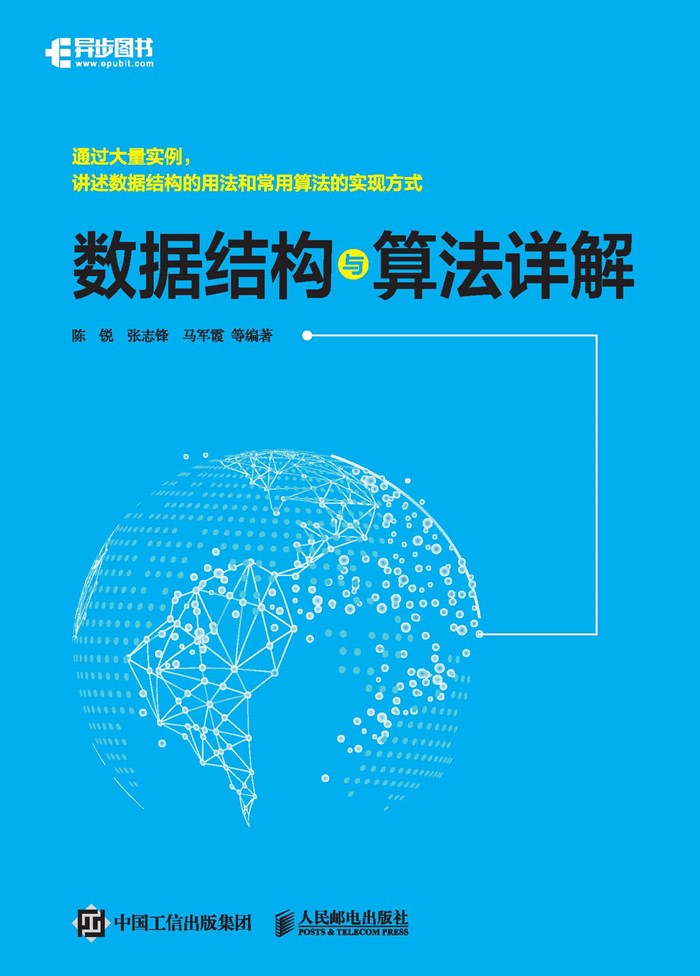 异步图书
www.epubit.com
通过大量实例，
讲述数据结构的用法和常用算法的实现方式
数据结构与算法详解
陈 锐 张志锋 马军霞 等编著
中国工信出版集团 人民邮电出版社
POSTS & TELECOM PRESS